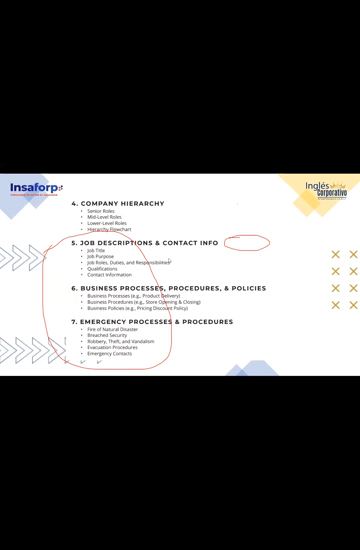 Insaforp
Inglés
Corporativo
4. COMPANY HIERARCHY
• Senior Roles
• Mid-Level Roles
• Lower-Level Roles
• Hierarchy Flowchart
5. JOB DESCRIPTIONS & CONTACT INFO
• Job Title
• Job Purpose
• Job Roles, Duties, and Responsibilities
• Qualifications
• Contact Information
6. BUSINESS PROCESSES, PROCEDURES, & POLICIES
• Business Processes (e.g., Product Delivery)
• Business Procedures (e.g., Store Opening & Closing)
• Business Policies (e.g., Pricing Discount Policy)
7. EMERGENCY PROCESSES & PROCEDURES
• Fire of Natural Disaster
• Breached Security
• Robbery, Theft, and Vandalism
• Evacuation Procedures
• Emergency Contacts